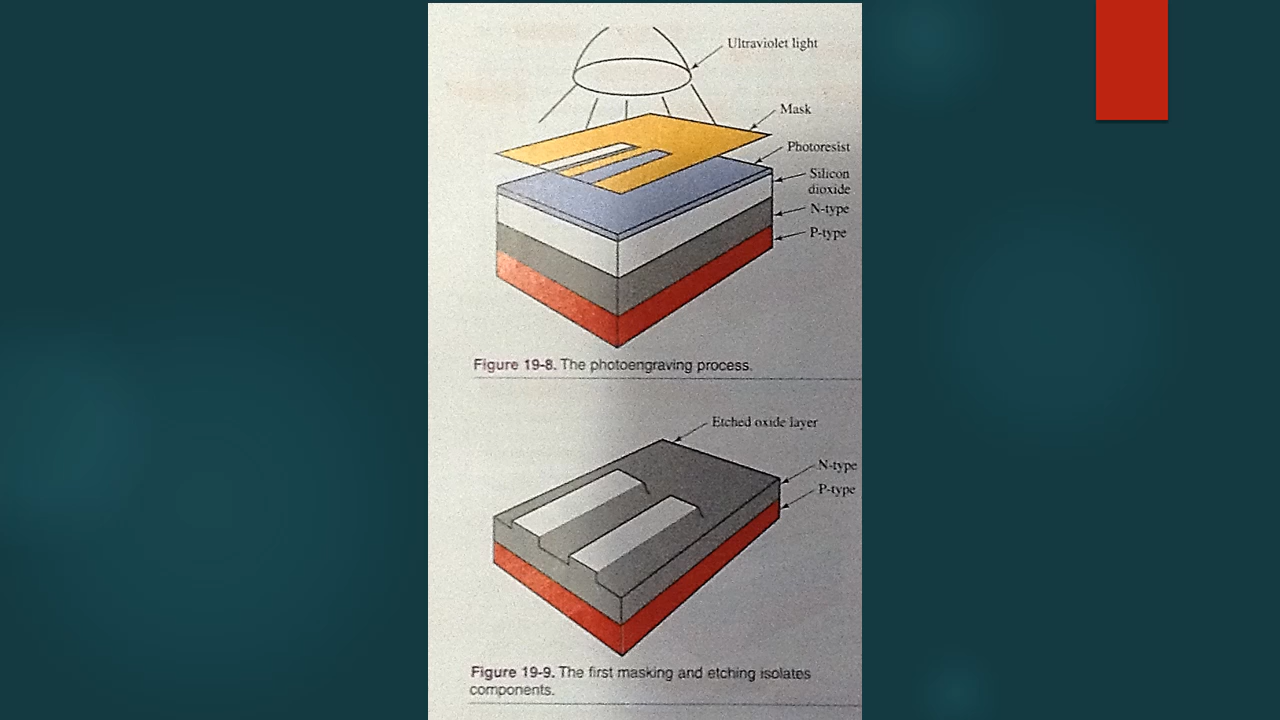 Ultraviolet light
Mask
Photoresist
Silicon
dioxide
N-type
P-type
Figure 19-8. The photoengraving process.
Etched oxide layer
N-type
P-type
Figure 19-9. The first masking and etching isolates
components.